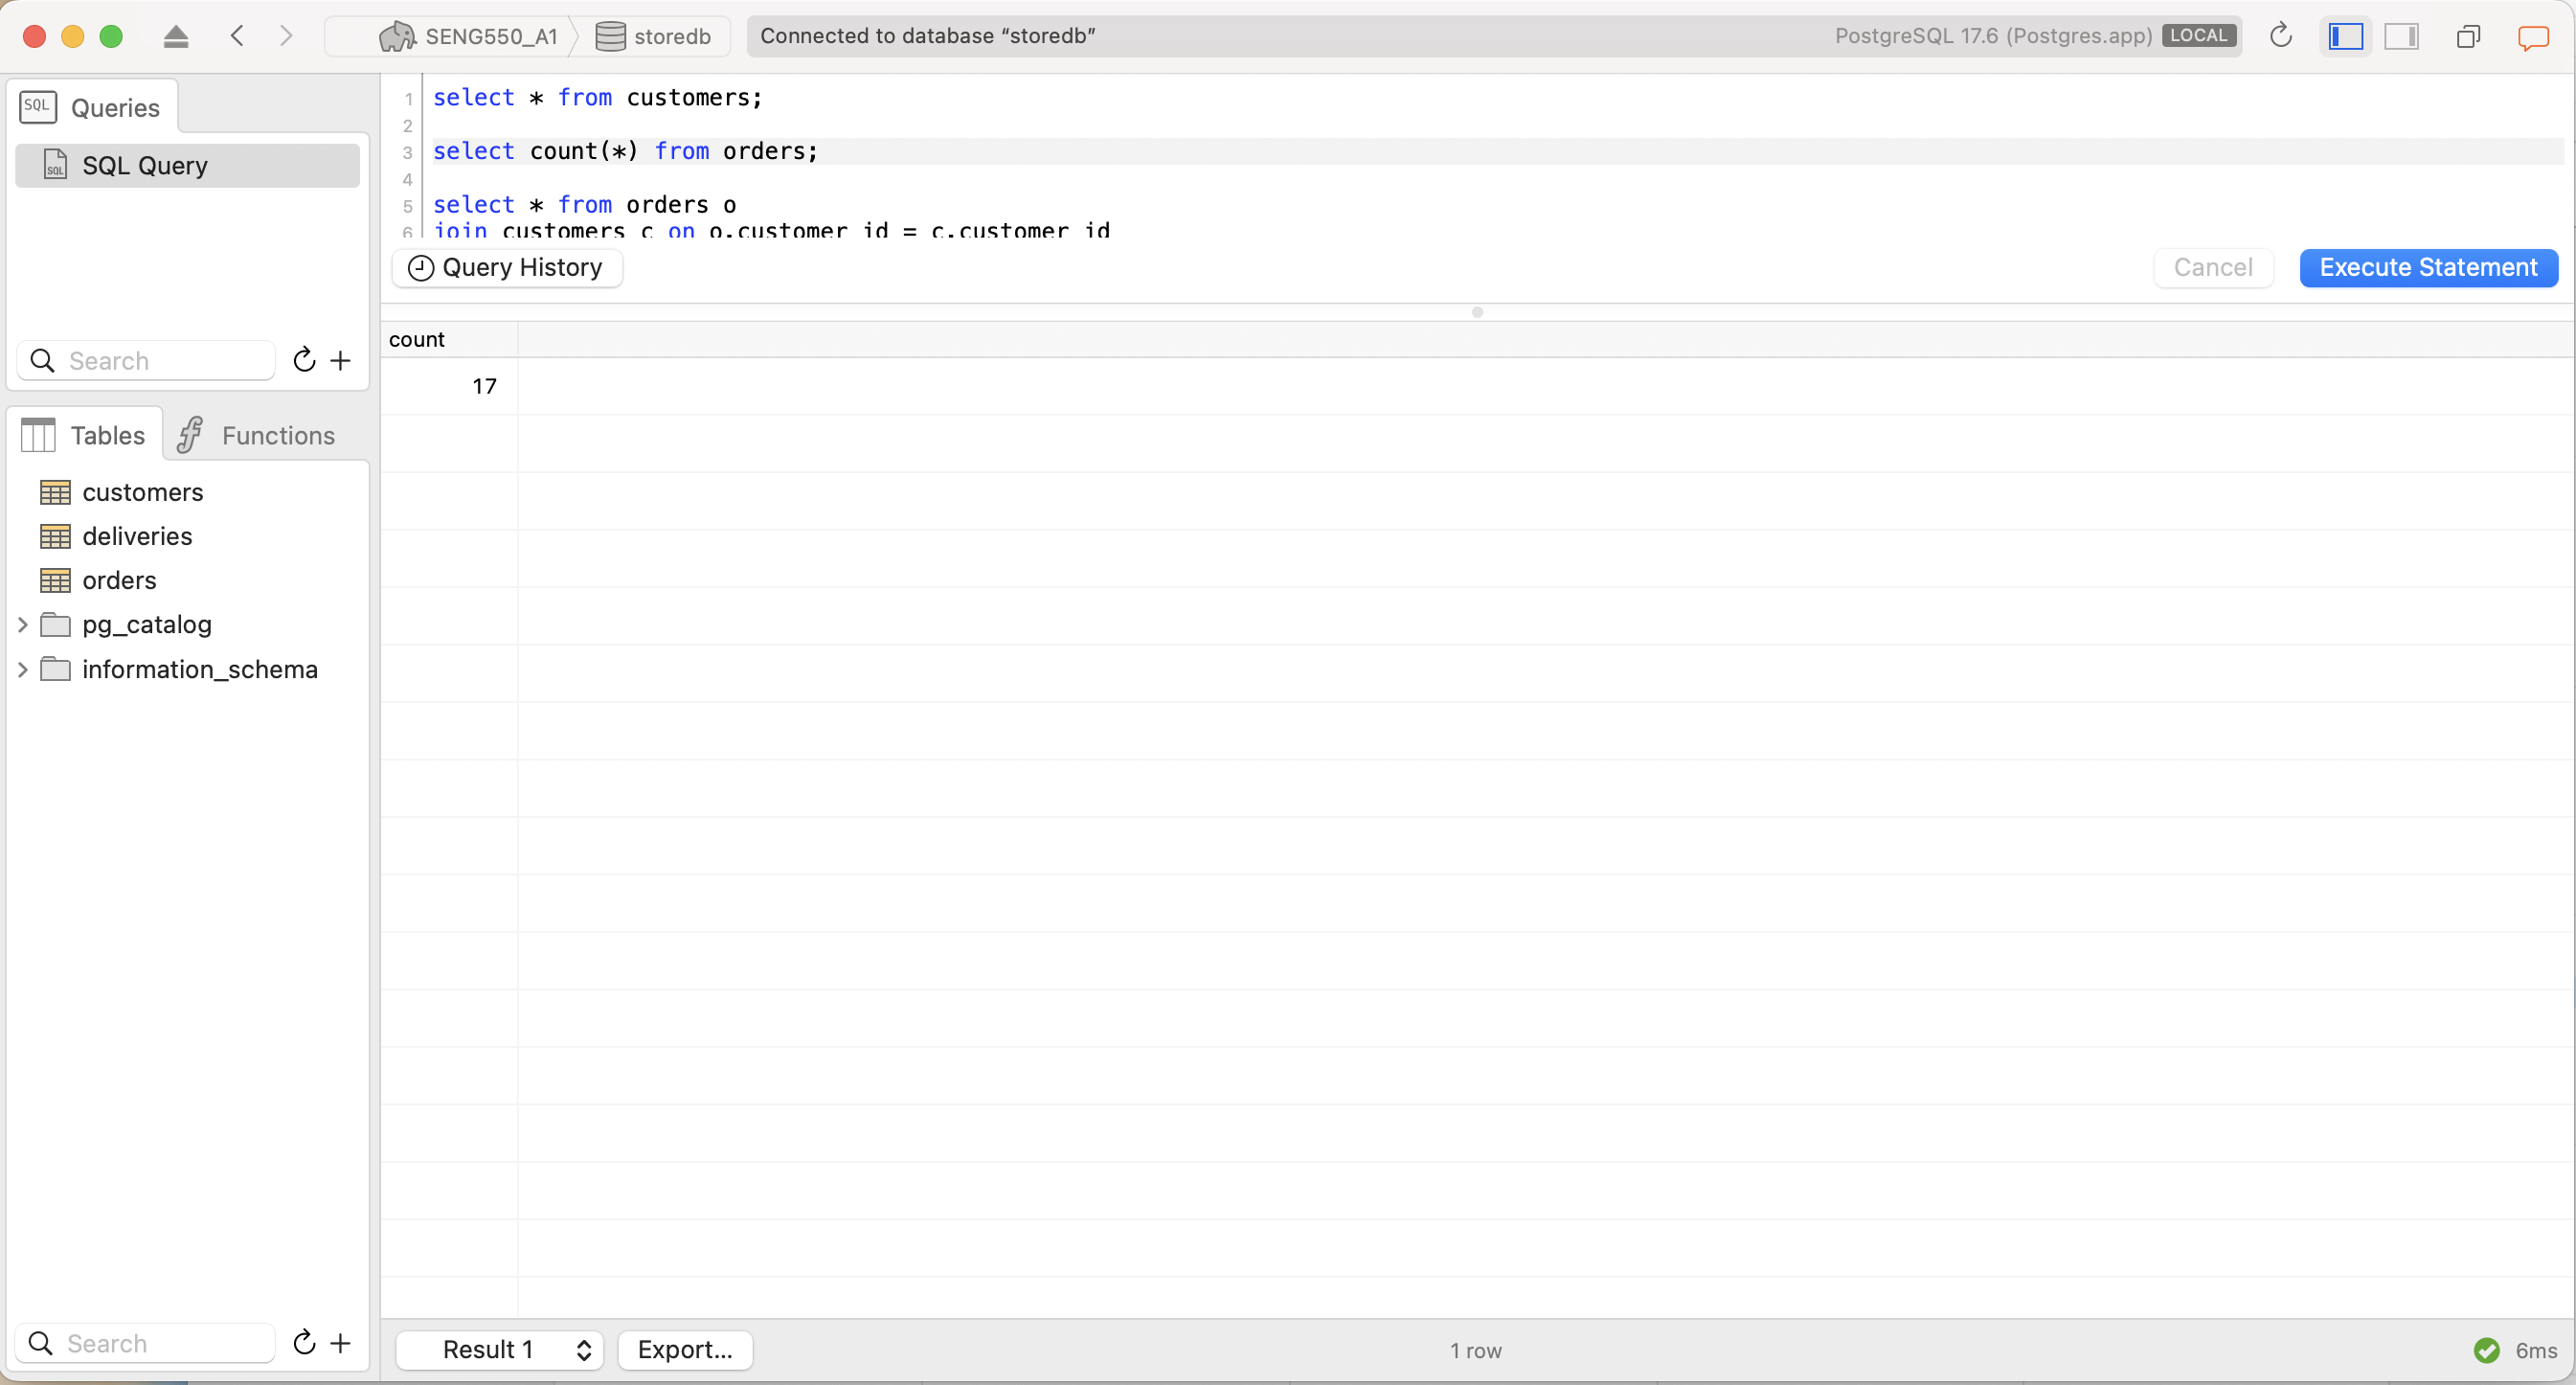 SENG550_A1
storedb
Connected to database “storedb”
PostgreSQL 17.6 (Postgres.app)
LOCAL
SQL
Queries
SQL
SQL Query
Search
Tables
Functions
customers
deliveries
orders
pg_catalog
information_schema
Search
1 select * from customers;
2
3 select count(*) from orders;
4
5 select * from orders o
6 join customers c on o.customer_id = c.customer_id
Query History
Cancel
Execute Statement
count
17
Result 1
Export...
1 row
6ms